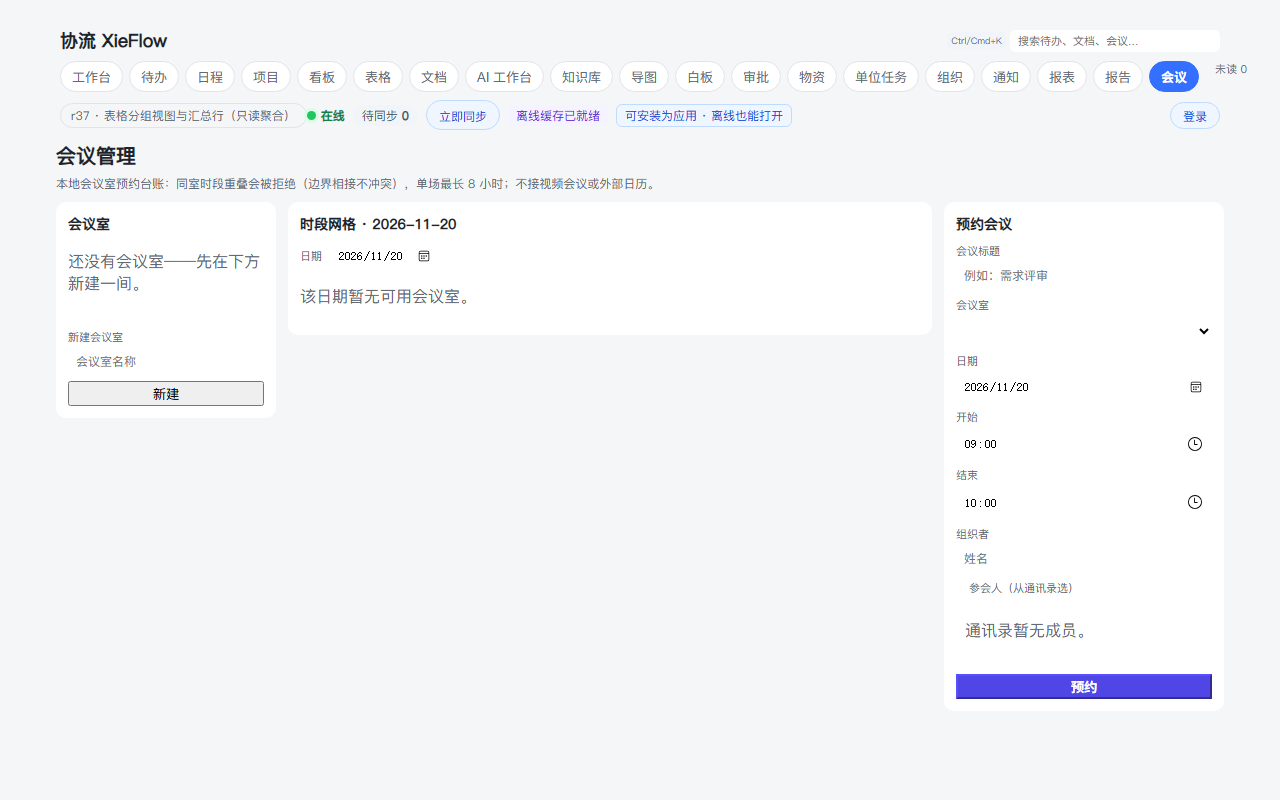 协流 XieFlow
Ctrl/Cmd+K 搜索待办、文档、会议...
工作台 待办 日程 项目 看板 表格 文档 AI 工作台 知识库 导图 白板 审批 物资 单位任务 组织 通知 报表 报告 会议 未读 0
r37 · 表格分组视图与汇总行（只读聚合） 在线 待同步 0 立即同步 离线缓存已就绪 可安装为应用 · 离线也能打开 登录
会议管理
本地会议室预约台账：同室时段重叠会被拒绝（边界相接不冲突），单场最长 8 小时；不接视频会议或外部日历。
会议室
还没有会议室——先在下方
新建一间。
新建会议室
会议室名称
新建
时段网格 · 2026-11-20
日期 2026/11/20
该日期暂无可用会议室。
预约会议
会议标题
例如：需求评审
会议室
日期
2026/11/20
开始
09:00
结束
10:00
组织者
姓名
参会人（从通讯录选）
通讯录暂无成员。
预约